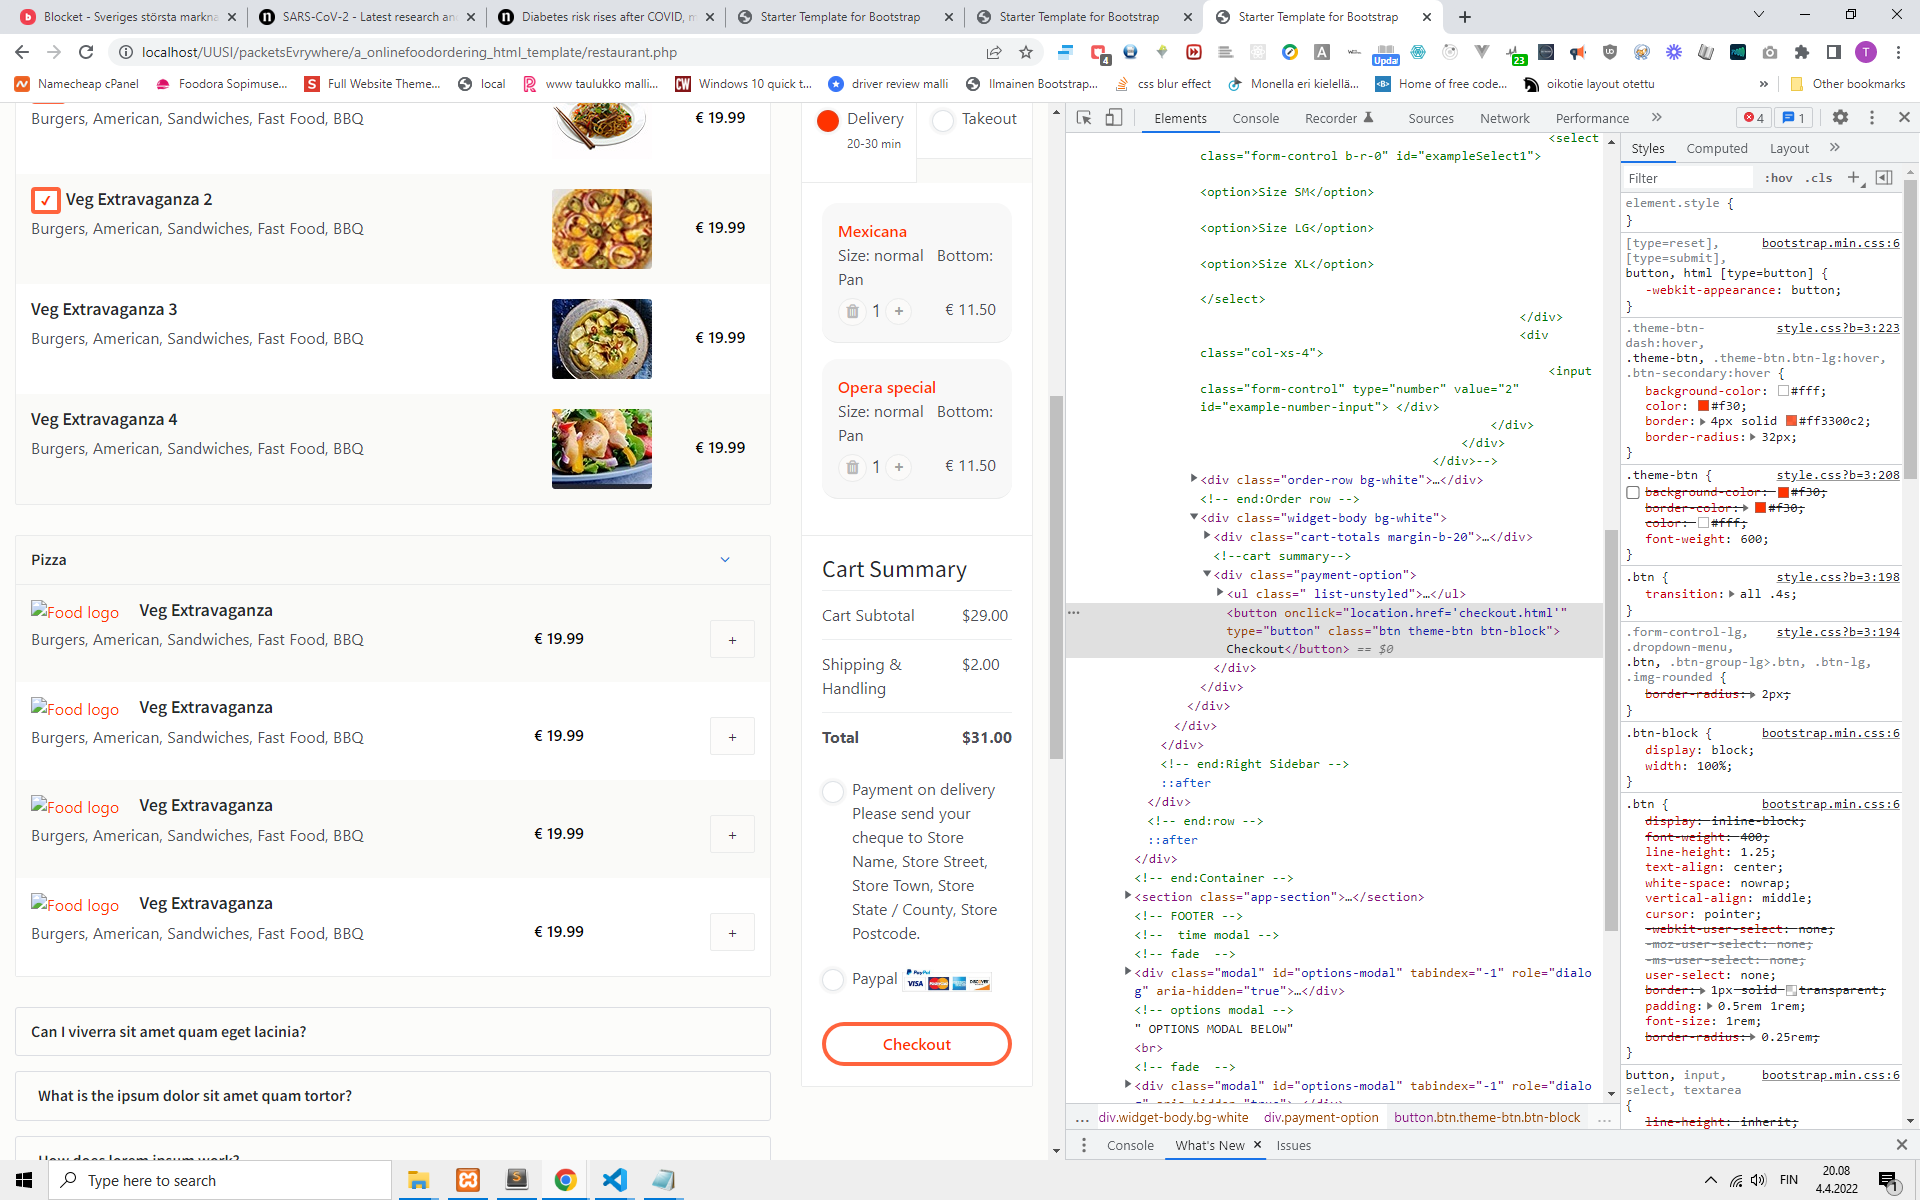 Blocket - Sveriges största markna
SARS-CoV-2 - Latest research an
Diabetes risk rises after COVID, m
Starter Template for Bootstrap
Starter Template for Bootstrap
Starter Template for Bootstrap
localhost/UUSI/packetsEvrywhere/a_onlinefoodordering_html_template/restaurant.php
Namecheap cPanel
Foodora Sopimuse...
Full Website Theme...
local
www taulukko malli...
Windows 10 quick t...
driver review malli
Ilmainen Bootstrap...
css blur effect
Monella eri kielellä...
Home of free code...
oikotie layout otettu
Other bookmarks
Burgers, American, Sandwiches, Fast Food, BBQ
€ 19.99
Veg Extravaganza 2
Burgers, American, Sandwiches, Fast Food, BBQ
€ 19.99
Veg Extravaganza 3
Burgers, American, Sandwiches, Fast Food, BBQ
€ 19.99
Veg Extravaganza 4
Burgers, American, Sandwiches, Fast Food, BBQ
€ 19.99
Pizza
Food logo Veg Extravaganza
Burgers, American, Sandwiches, Fast Food, BBQ
€ 19.99
+
Food logo Veg Extravaganza
Burgers, American, Sandwiches, Fast Food, BBQ
€ 19.99
+
Food logo Veg Extravaganza
Burgers, American, Sandwiches, Fast Food, BBQ
€ 19.99
+
Food logo Veg Extravaganza
Burgers, American, Sandwiches, Fast Food, BBQ
€ 19.99
+
Can I viverra sit amet quam eget lacinia?
What is the ipsum dolor sit amet quam tortor?
Delivery
20-30 min
Takeout
Mexicana
Size: normal Bottom:
Pan
1 +
€ 11.50
Opera special
Size: normal Bottom:
Pan
1 +
€ 11.50
Cart Summary
Cart Subtotal $29.00
Shipping & $2.00
Handling
Total $31.00
Payment on delivery
Please send your
cheque to Store
Name, Store Street,
Store Town, Store
State / County, Store
Postcode.
Paypal
Checkout
Elements Console Recorder Sources Network Performance
4
1
<select
class="form-control b-r-0" id="exampleSelect1">
<option>Size SM</option>
<option>Size LG</option>
<option>Size XL</option>
</select>
</div>
<div
class="col-xs-4">
<input
class="form-control" type="number" value="2"
id="example-number-input"> </div>
</div>
</div>
</div>-->
<div class="order-row bg-white">…</div>
<!-- end:Order row -->
<div class="widget-body bg-white">
<div class="cart-totals margin-b-20">…</div>
<!--cart summary-->
<div class="payment-option">
<ul class=" list-unstyled">…</ul>
<button onclick="location.href='checkout.html'"
type="button" class="btn theme-btn btn-block">
Checkout</button> == $0
</div>
</div>
</div>
</div>
</div>
<!-- end:Right Sidebar -->
::after
</div>
<!-- end:row -->
::after
</div>
<!-- end:Container -->
<section class="app-section">…</section>
<!-- FOOTER -->
<!-- time modal -->
<!-- fade -->
<div class="modal" id="options-modal" tabindex="-1" role="dialo
g" aria-hidden="true">…</div>
<!-- options modal -->
" OPTIONS MODAL BELOW"
<br>
<!-- fade -->
<div class="modal" id="options-modal" tabindex="-1" role="dialo
... div.widget-body.bg-white div.payment-option button.btn.theme-btn.btn-block ...
Styles Computed Layout
Filter
:hov .cls +
element.style {
}
[type=reset], bootstrap.min.css:6
[type=submit],
button, html [type=button] {
-webkit-appearance: button;
}
.theme-btn- style.css?b=3:223
dash:hover,
.theme-btn, .theme-btn.btn-lg:hover,
.btn-secondary:hover {
background-color: #fff;
color: #f30;
border: 4px solid #ff3300c2;
border-radius: 32px;
}
.theme-btn { style.css?b=3:208
background-color: #f30;
border-color: #f30;
color: #fff;
font-weight: 600;
}
.btn { style.css?b=3:198
transition: all .4s;
}
.form-control-lg, style.css?b=3:194
.dropdown-menu,
.btn, .btn-group-lg>.btn, .btn-lg,
.img-rounded {
border-radius: 2px;
}
.btn-block { bootstrap.min.css:6
display: block;
width: 100%;
}
.btn { bootstrap.min.css:6
display: inline-block;
font-weight: 400;
line-height: 1.25;
text-align: center;
white-space: nowrap;
vertical-align: middle;
cursor: pointer;
-webkit-user-select: none;
-moz-user-select: none;
-ms-user-select: none;
user-select: none;
border: 1px solid transparent;
padding: 0.5rem 1rem;
font-size: 1rem;
border-radius: 0.25rem;
}
button, input, bootstrap.min.css:6
select, textarea
{
line-height: inherit;
Console What's New Issues
Type here to search
FIN
20.08
4.4.2022